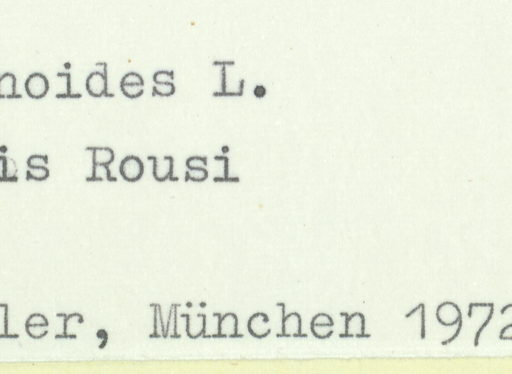 noides L.
is Rousi
ler, München 1972